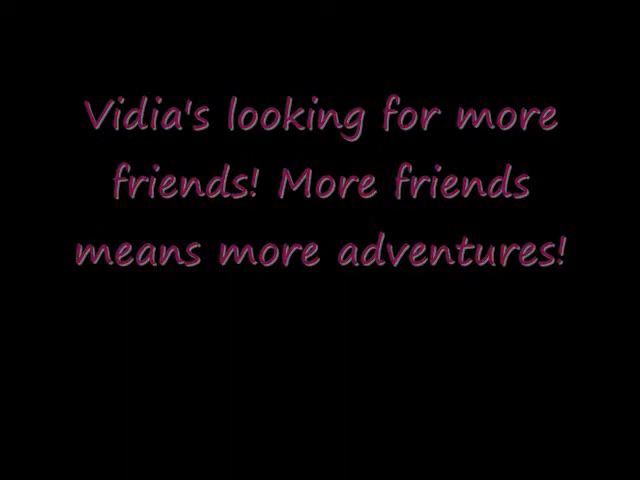 Vidia's looking for more
friends! More friends
means more adventures!